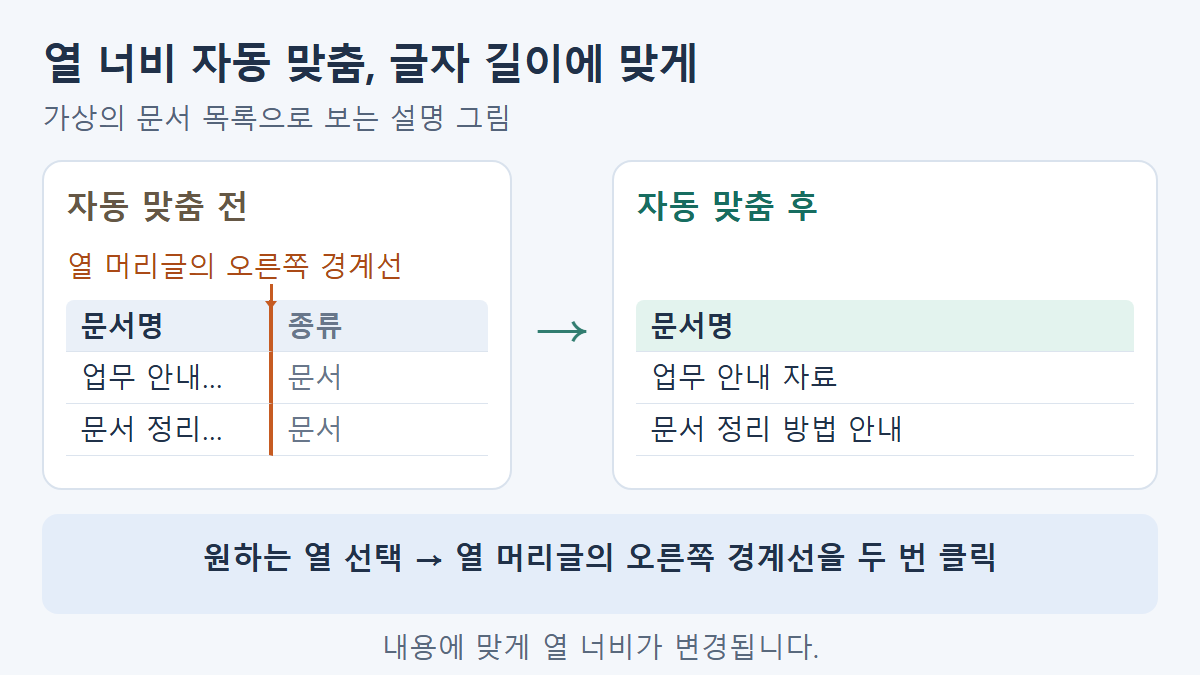 열 너비 자동 맞춤, 글자 길이에 맞게
가상의 문서 목록으로 보는 설명 그림
자동 맞춤 전
열 머리글의 오른쪽 경계선
문서명 종류
업무 안내... 문서
문서 정리... 문서
→
자동 맞춤 후
문서명
업무 안내 자료
문서 정리 방법 안내
원하는 열 선택 → 열 머리글의 오른쪽 경계선을 두 번 클릭
내용에 맞게 열 너비가 변경됩니다.